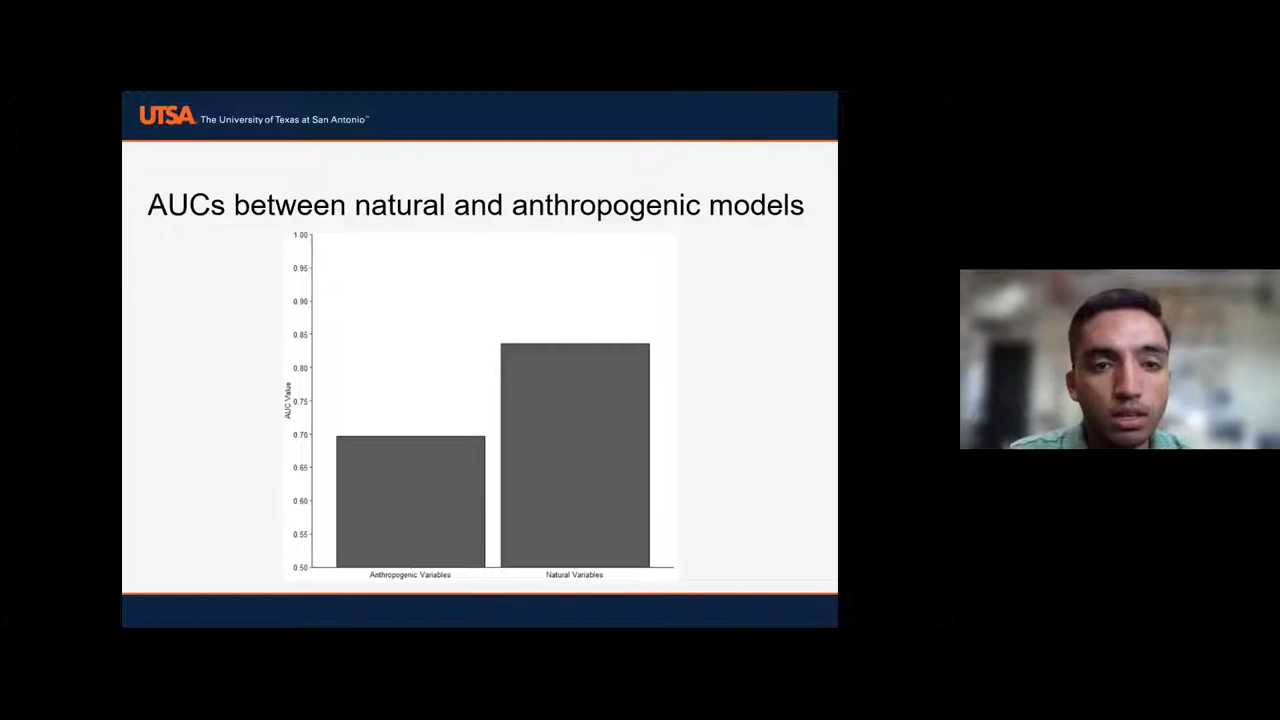 UTSA The University of Texas at San Antonio™
AUCs between natural and anthropogenic models
1.00
0.95
0.90
0.85
0.80
0.75
0.70
0.65
0.60
0.55
0.50
AUC Value
Anthropogenic Variables
Natural Variables